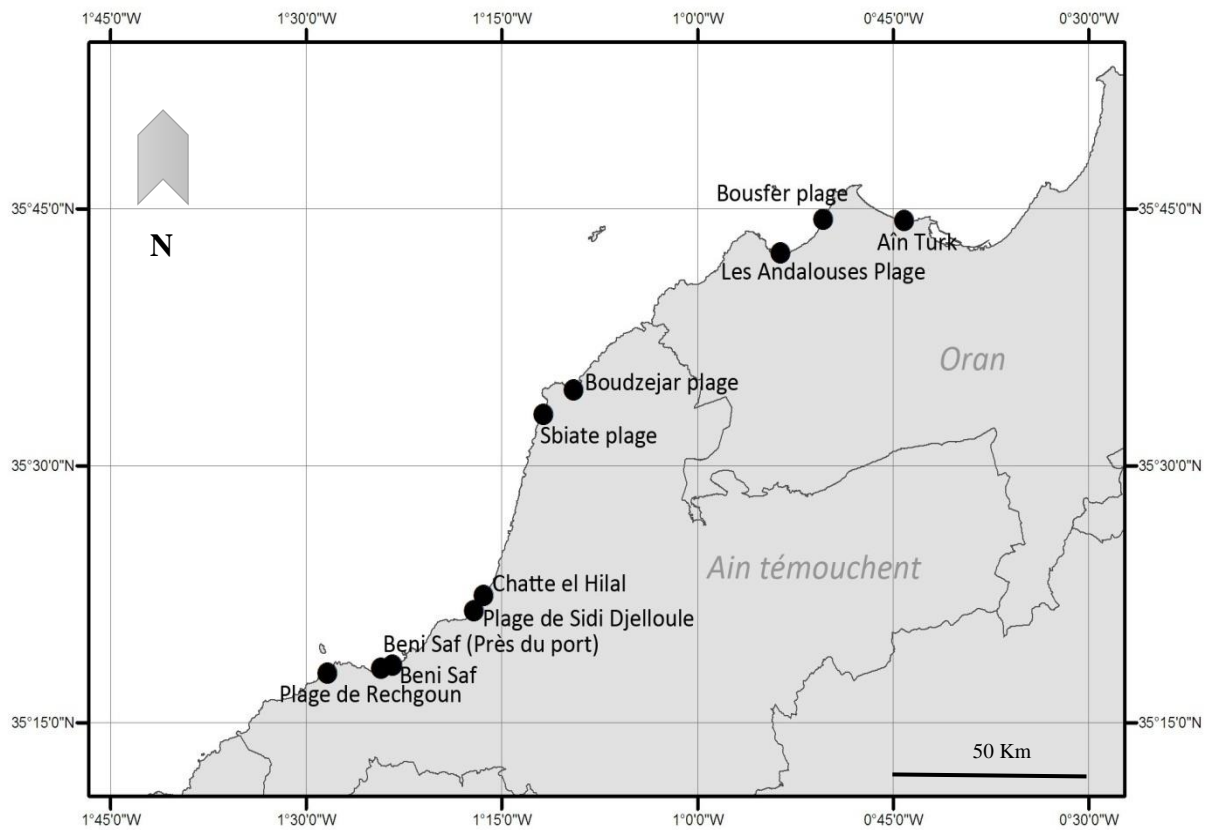 1°45'0"W 1°30'0"W 1°15'0"W 1°00'0"W 0°45'0"W 0°30'0"W
N
35°45'0"N 35°45'0"N
Bousfer plage
Aîn Turk
Les Andalouses Plage
Oran
Boudzejar plage
Sbiate plage
35°30'0"N 35°30'0"N
Ain témouchent
Chatte el Hilal
Plage de Sidi Djelloule
Beni Saf (Près du port)
Beni Saf
Plage de Rechgoun
35°15'0"N 35°15'0"N
50 Km
1°45'0"W 1°30'0"W 1°15'0"W 1°00'0"W 0°45'0"W 0°30'0"W